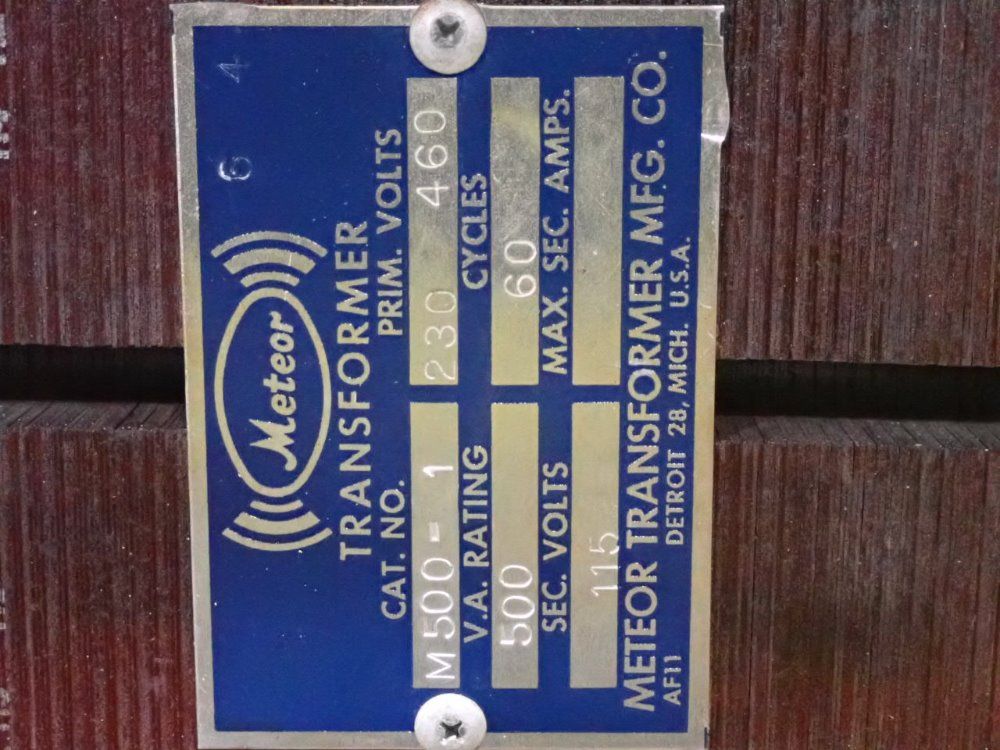 6 4
Meteor
TRANSFORMER
CAT. NO. PRIM. VOLTS
M500-1 230 460
V.A. RATING CYCLES
500 60
SEC. VOLTS MAX. SEC. AMPS.
115
METEOR TRANSFORMER MFG. CO.
AF11 DETROIT 28, MICH. U.S.A.